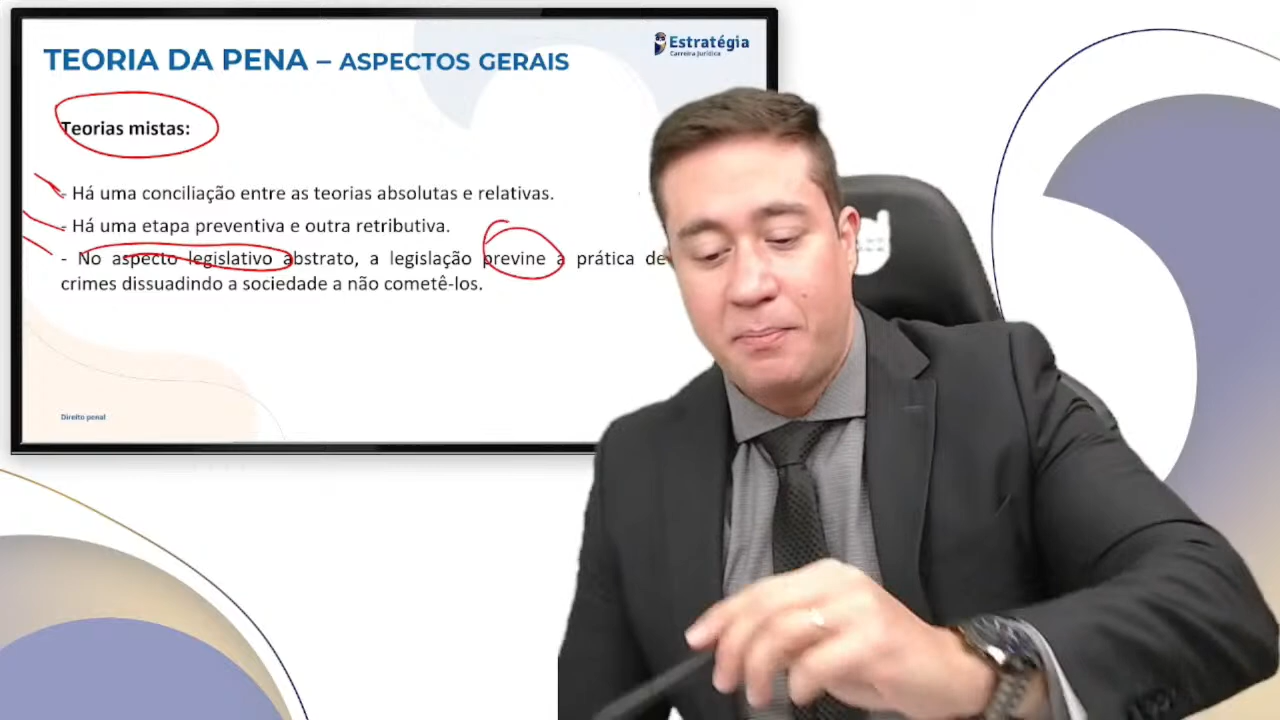 Estratégia
Carreira Jurídica
TEORIA DA PENA – ASPECTOS GERAIS
Teorias mistas:
- Há uma conciliação entre as teorias absolutas e relativas.
- Há uma etapa preventiva e outra retributiva.
- No aspecto legislativo abstrato, a legislação previne a prática de
crimes dissuadindo a sociedade a não cometê-los.
Direito penal